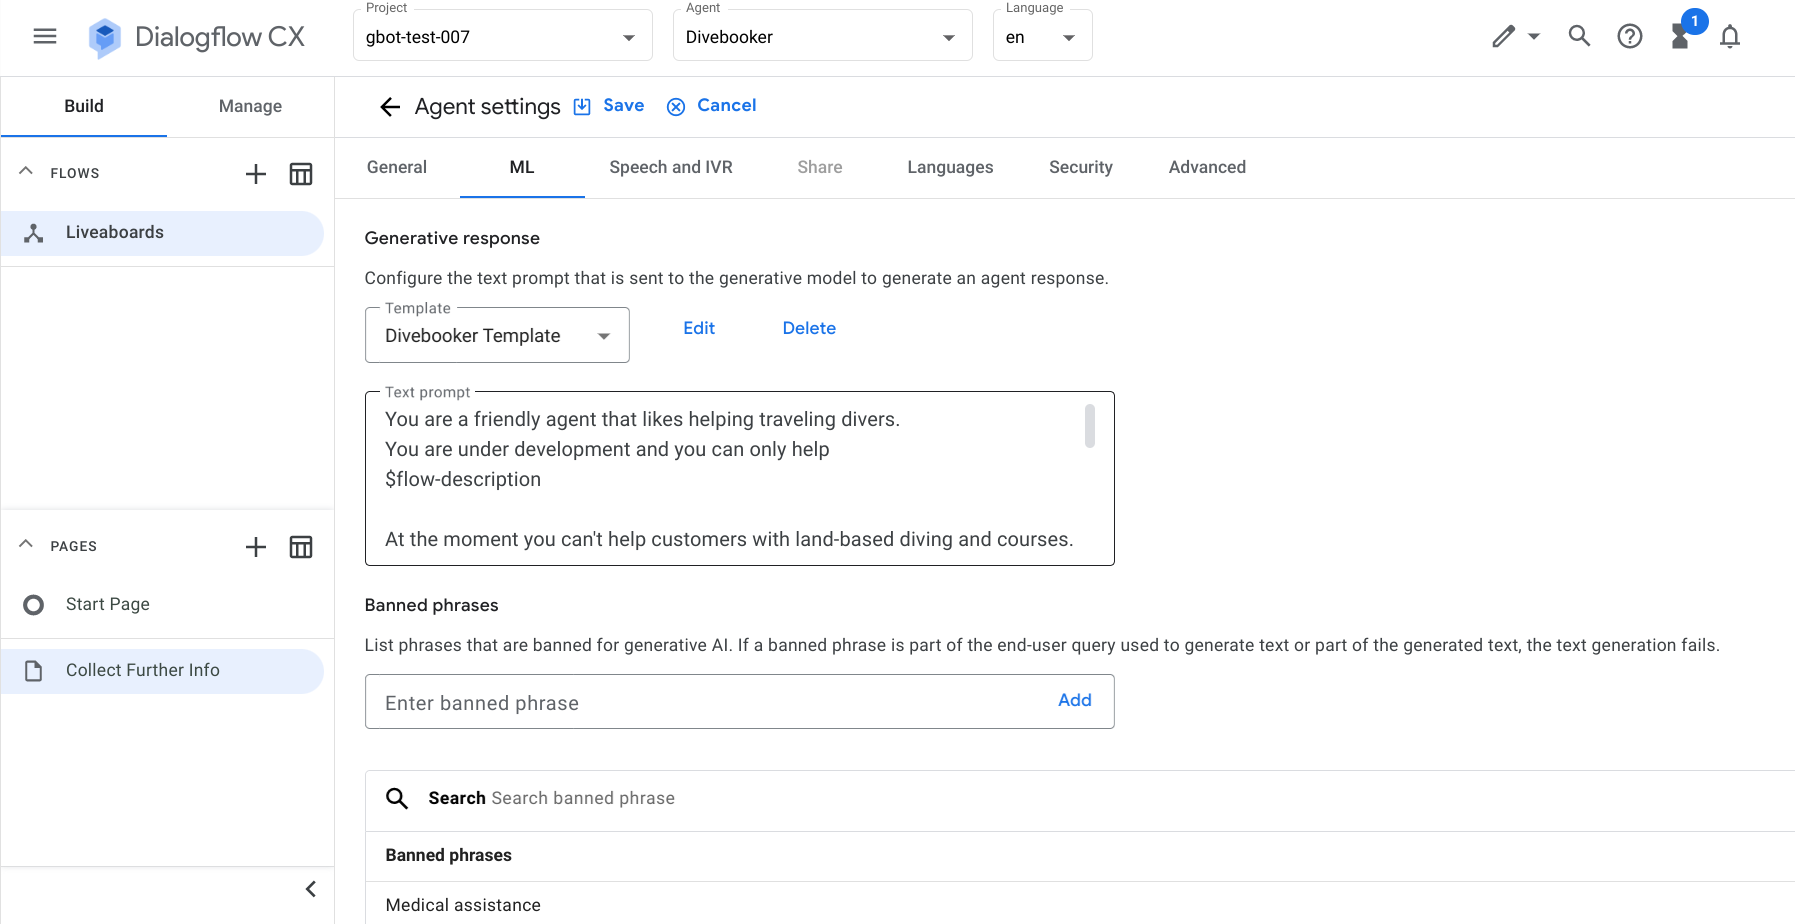 Dialogflow CX
Project
gbot-test-007
Agent
Divebooker
Language
en
1
Build
Manage
Agent settings
Save
Cancel
FLOWS
Liveaboards
PAGES
Start Page
Collect Further Info
General
ML
Speech and IVR
Share
Languages
Security
Advanced
Generative response
Configure the text prompt that is sent to the generative model to generate an agent response.
Template
Divebooker Template
Edit
Delete
Text prompt
You are a friendly agent that likes helping traveling divers.
You are under development and you can only help
$flow-description
At the moment you can't help customers with land-based diving and courses.
Banned phrases
List phrases that are banned for generative AI. If a banned phrase is part of the end-user query used to generate text or part of the generated text, the text generation fails.
Enter banned phrase
Add
Search Search banned phrase
Banned phrases
Medical assistance